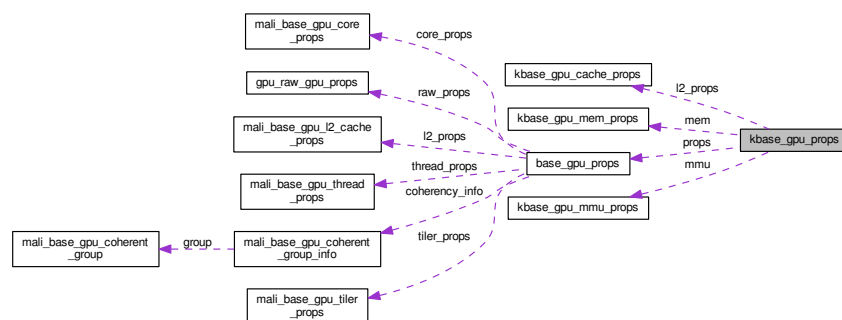 mali_base_gpu_core
_props
core_props
gpu_raw_gpu_props
raw_props
mali_base_gpu_l2_cache
_props
l2_props
mali_base_gpu_thread
_props
thread_props
coherency_info
mali_base_gpu_coherent
_group
group
mali_base_gpu_coherent
_group_info
tiler_props
mali_base_gpu_tiler
_props
base_gpu_props
kbase_gpu_cache_props
l2_props
kbase_gpu_mem_props
mem
props
mmu
kbase_gpu_mmu_props
kbase_gpu_props